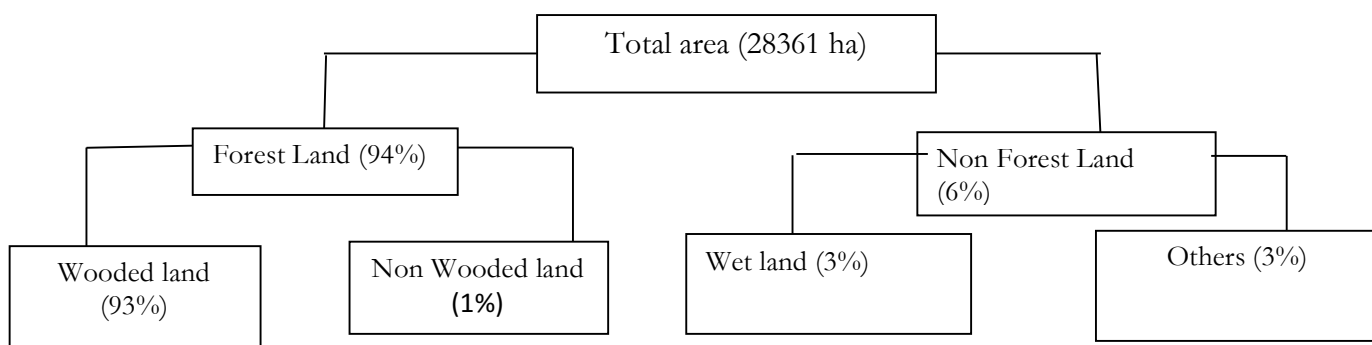 Total area (28361 ha)
Forest Land (94%)
Non Forest Land
(6%)
Wooded land
(93%)
Non Wooded land
(1%)
Wet land (3%)
Others (3%)